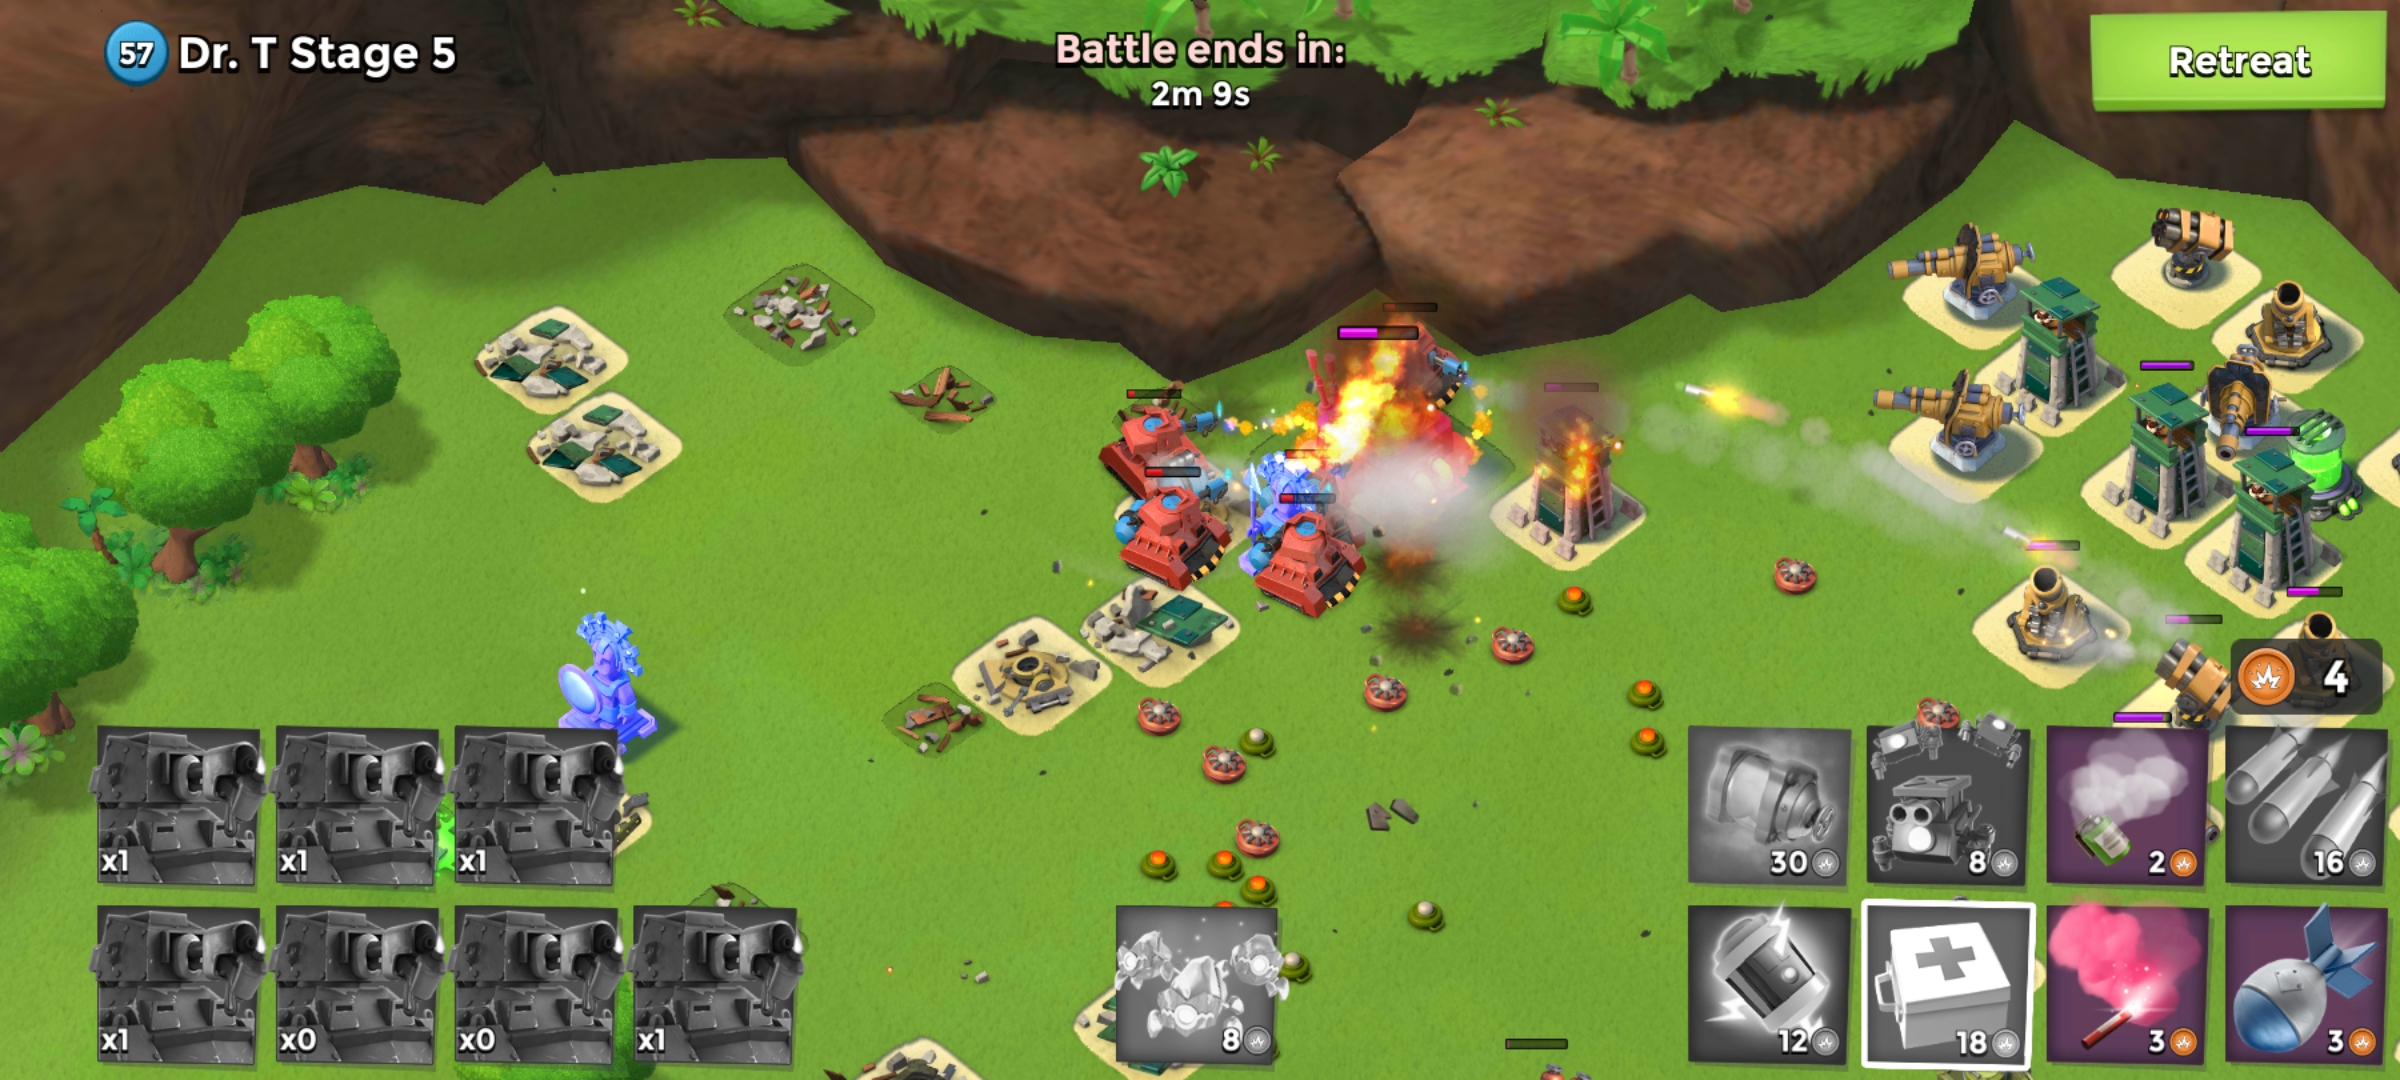 57 Dr. T Stage 5
Battle ends in:
2m 9s
Retreat
4
x1
x1
x1
30
8
2
16
x1
x0
x0
x1
8
12
18
3
3